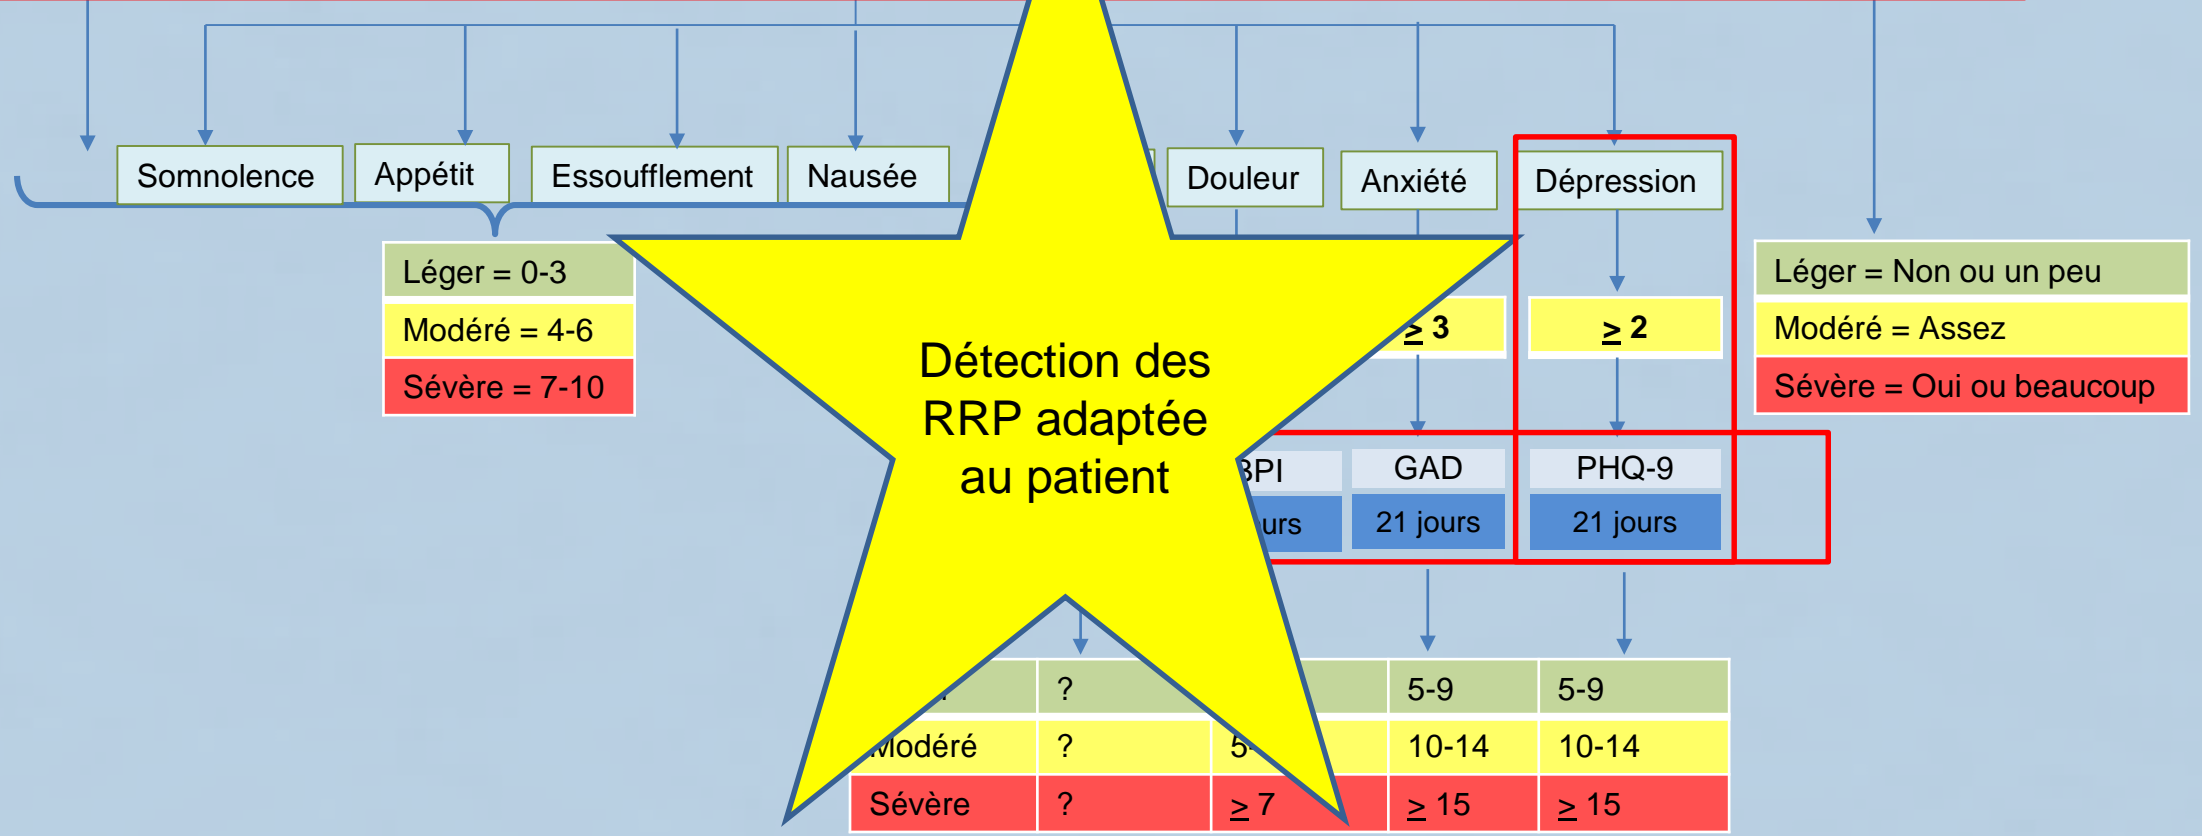 Somnolence
Appétit
Essoufflement
Nausée
Douleur
Anxiété
Dépression
Léger = 0-3
Modéré = 4-6
Sévère = 7-10
Détection des
RRP adaptée
au patient
≥ 3
≥ 2
Léger = Non ou un peu
Modéré = Assez
Sévère = Oui ou beaucoup
GAD
PHQ-9
21 jours
21 jours
? 5-9 5-9
Modéré ? 10-14 10-14
Sévère ? ≥ 7 ≥ 15 ≥ 15